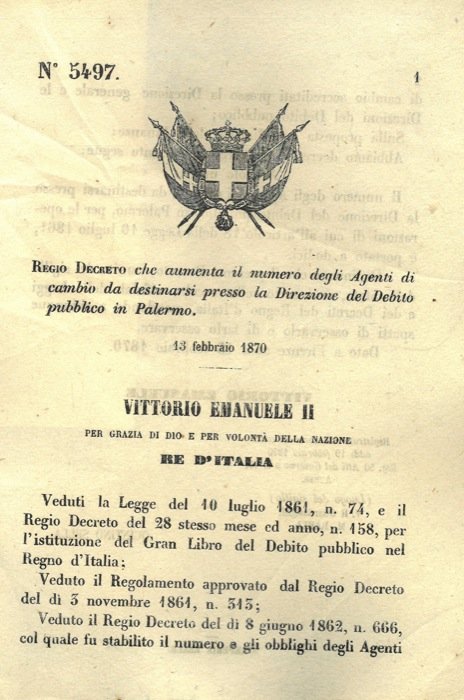 N° 5497.
1
REGIO DECRETO che aumenta il numero degli Agenti di
cambio da destinarsi presso la Direzione del Debito
pubblico in Palermo.
13 febbraio 1870
VITTORIO EMANUELE II
PER GRAZIA DI DIO E PER VOLONTÀ DELLA NAZIONE
RE D'ITALIA
Veduti la Legge del 10 luglio 1861, n. 74, e il
Regio Decreto del 28 stesso mese ed anno, n. 158, per
l'istituzione del Gran Libro del Debito pubblico nel
Regno d'Italia;
Veduto il Regolamento approvato dal Regio Decreto
del dì 3 novembre 1861, n. 313;
Veduto il Regio Decreto del dì 8 giugno 1862, n. 666,
col quale fu stabilito il numero e gli obblighi degli Agenti